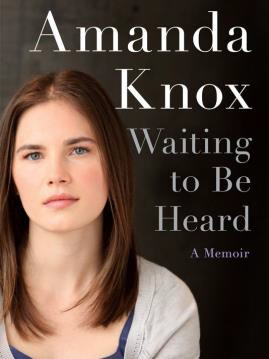 Amanda
Knox
Waiting
to Be
Heard
A Memoir